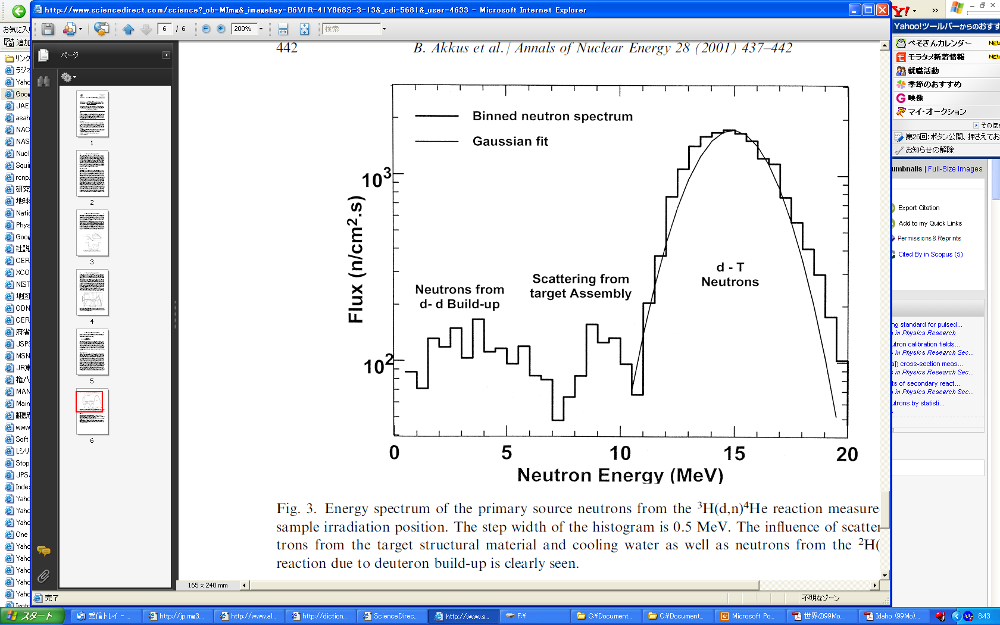 http://www.sciencedirect.com/science?_ob=MImg&_imagekey=B6V1R-41Y868S-3-13&_cdi=5681&_user=4633 - Microsoft Internet Explorer
6 / 6
200%
検索
ページ
1
2
3
4
5
6
442
B. Akkus et al. / Annals of Nuclear Energy 28 (2001) 437–442
Binned neutron spectrum
Gaussian fit
10³
10²
Flux (n/cm².s)
Neutrons from
d- d Build-up
Scattering from
target Assembly
d - T
Neutrons
0
5
10
15
20
Neutron Energy (MeV)
Fig. 3. Energy spectrum of the primary source neutrons from the ³H(d,n)⁴He reaction measure
sample irradiation position. The step width of the histogram is 0.5 MeV. The influence of scatter
trons from the target structural material and cooling water as well as neutrons from the ²H(
reaction due to deuteron build-up is clearly seen.
165 x 240 mm
完了
不明なゾーン
お気に入り
追加
リンク
ラジオ
Yaho
Goog
JAE
asah
NAC
NAS
Nucl
Squi
rcnp.
研究
地球
Natio
Phys
Goog
社説
CER
XCO
NIST
地図
ODN
CER
府省
JSPS
MSN
JR東
権八
MAN
Main
翻訳
www
Soft
Lシリ
Stop
JPS.
Index
Yaho
Yaho
Yaho
One
Yaho
Yaho
Yaho
Yaho
Yaho
Isoto
Y!
Yahoo!ツールバーからのおすす
ぺそぎんカレンダー NEW
モラタメ新着情報 NEW
就職活動
季節のおすすめ
映像
マイ・オークション
そのほか
第26回:ボタン公開、押さえてお
お知らせの解除
umbnails | Full-Size Images
Export Citation
Add to my Quick Links
Permissions & Reprints
Cited By in Scopus (5)
ng standard for pulsed...
s in Physics Research
utron calibration fields...
s in Physics Research Sec...
a]) cross-section meas...
s in Physics Research Sec...
ts of secondary react...
s in Physics Research Sec...
utrons by statisti...
スタート
受信トレイ - ...
http://jp.mg3...
http://www.al...
http://diction...
ScienceDirec...
http://www.s...
F:¥
C:¥Document...
C:¥Document...
Microsoft Po...
世界の99Mo...
Idaho (99Mo)...
8:43